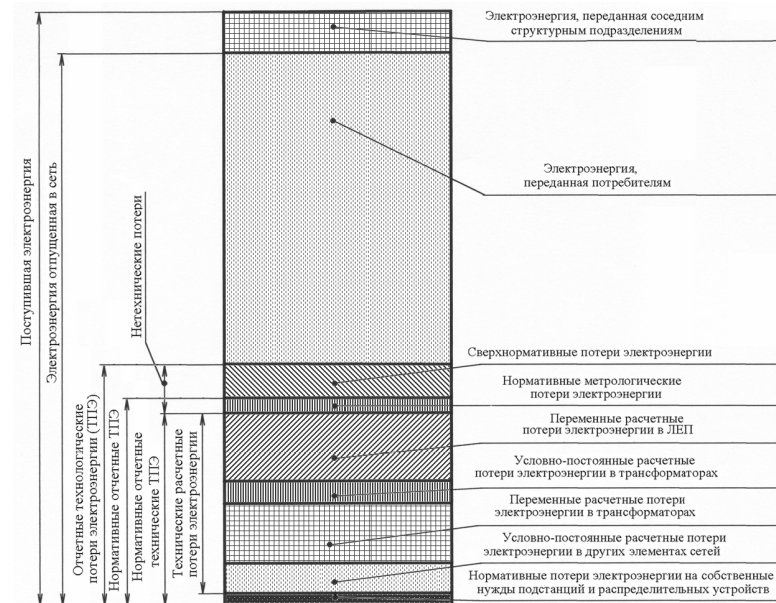 Электроэнергия, переданная соседним
структурным подразделениям
Электроэнергия,
переданная потребителям
Сверхнормативные потери электроэнергии
Нормативные метрологические
потери электроэнергии
Переменные расчетные
потери электроэнергии в ЛЕП
Условно-постоянные расчетные
потери электроэнергии в трансформаторах
Переменные расчетные потери
электроэнергии в трансформаторах
Условно-постоянные расчетные потери
электроэнергии в других элементах сетей
Нормативные потери электроэнергии на собственные
нужды подстанций и распределительных устройств
Поступившая электроэнергия
Электроэнергия отпущенная в сеть
Отчетные технологические
потери электроэнергии (ТПЭ)
Нормативные отчетные ТПЭ
Нетехнические потери
Нормативные отчетные
технические ТПЭ
Технические расчетные
потери электроэнергии